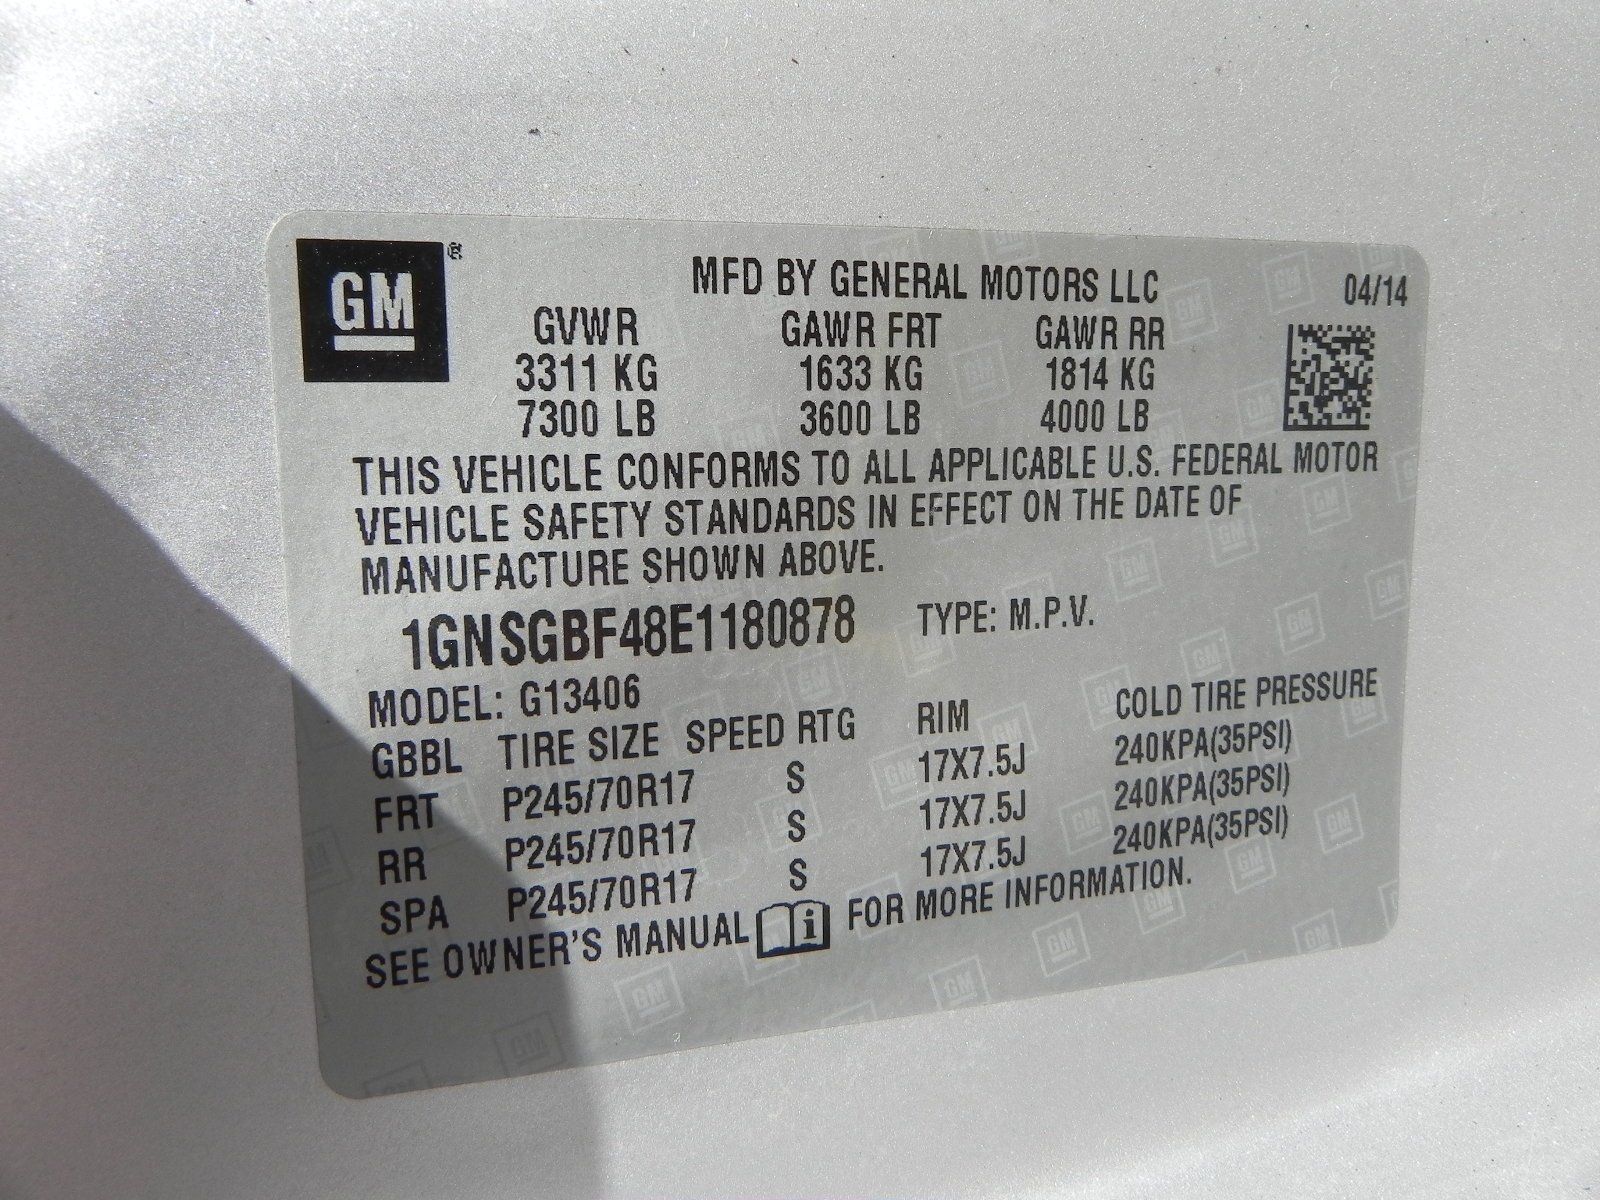 GM ®
MFD BY GENERAL MOTORS LLC 04/14
GVWR GAWR FRT GAWR RR
3311 KG 1633 KG 1814 KG
7300 LB 3600 LB 4000 LB
THIS VEHICLE CONFORMS TO ALL APPLICABLE U.S. FEDERAL MOTOR
VEHICLE SAFETY STANDARDS IN EFFECT ON THE DATE OF
MANUFACTURE SHOWN ABOVE.
1GNSGBF48E1180878 TYPE: M.P.V.
MODEL: G13406
GBBL TIRE SIZE SPEED RTG RIM COLD TIRE PRESSURE
FRT P245/70R17 S 17X7.5J 240KPA(35PSI)
RR P245/70R17 S 17X7.5J 240KPA(35PSI)
SPA P245/70R17 S 17X7.5J 240KPA(35PSI)
SEE OWNER'S MANUAL i FOR MORE INFORMATION.